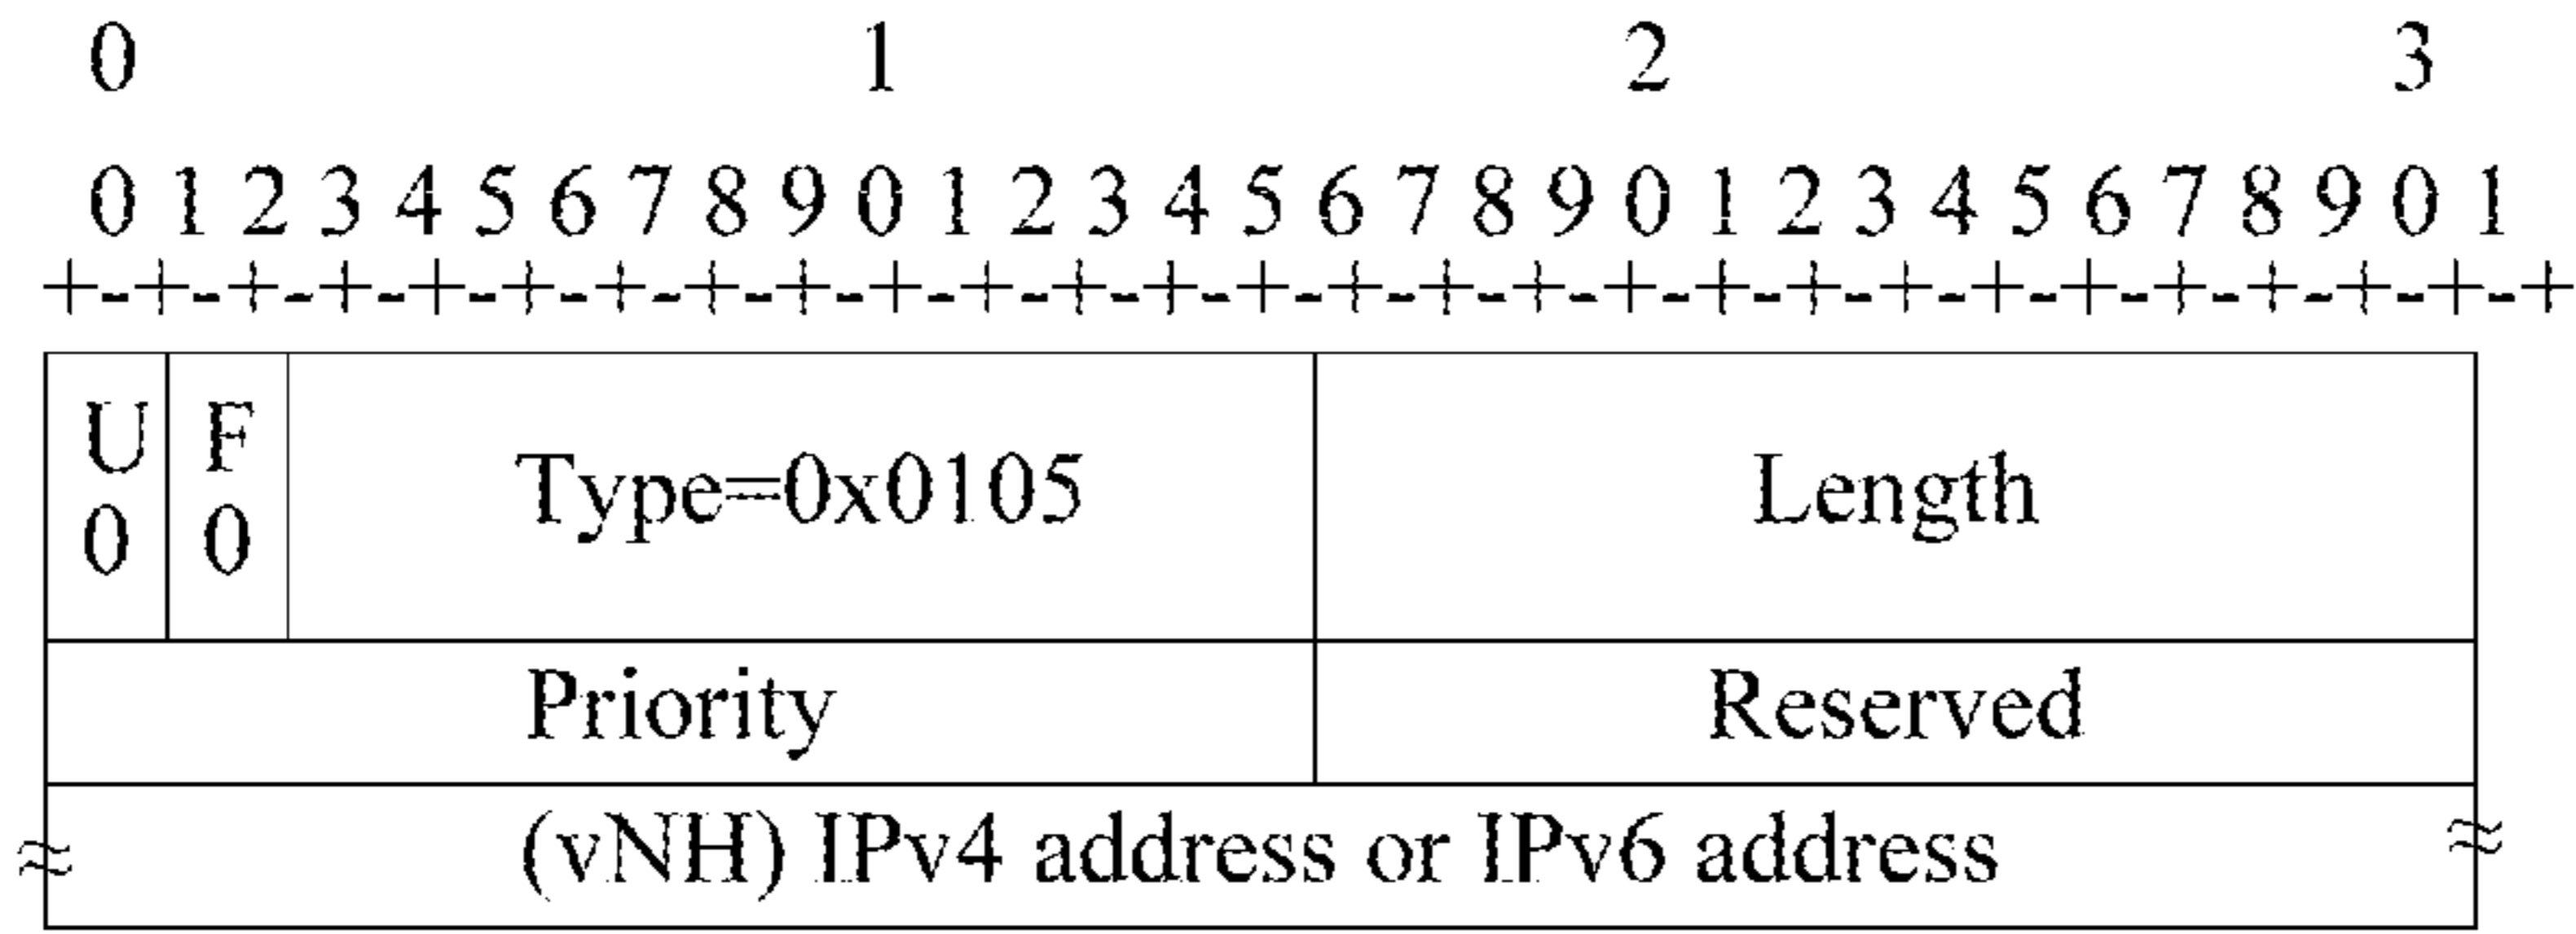 0 1 2 3
0 1 2 3 4 5 6 7 8 9 0 1 2 3 4 5 6 7 8 9 0 1 2 3 4 5 6 7 8 9 0 1
+-+-+-+-+-+-+-+-+-+-+-+-+-+-+-+-+-+-+-+-+-+-+-+-+-+-+-+
U F
0 0
Type=0x0105 Length
Priority Reserved
≈ (vNH) IPv4 address or IPv6 address ≈